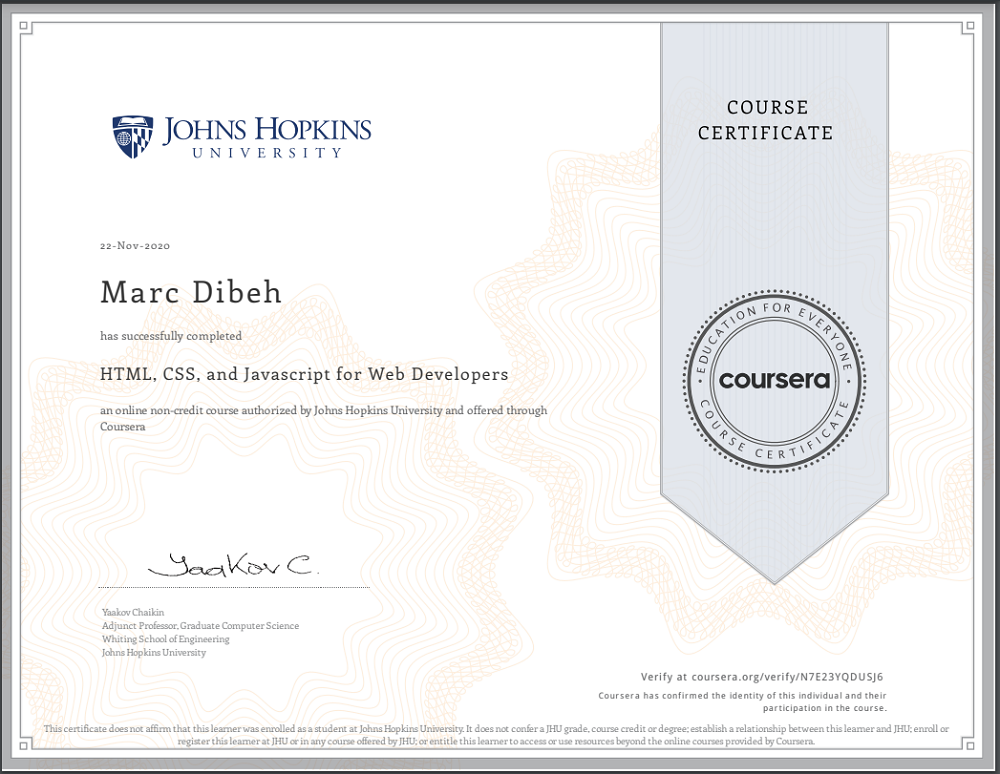 JOHNS HOPKINS
UNIVERSITY
COURSE
CERTIFICATE
22-Nov-2020
Marc Dibeh
has successfully completed
HTML, CSS, and Javascript for Web Developers
an online non-credit course authorized by Johns Hopkins University and offered through
Coursera
EDUCATION FOR EVERYONE
coursera
COURSE CERTIFICATE
Yaakov C.
Yaakov Chaikin
Adjunct Professor, Graduate Computer Science
Whiting School of Engineering
Johns Hopkins University
Verify at coursera.org/verify/N7E23YQDUSJ6
Coursera has confirmed the identity of this individual and their
participation in the course.
This certificate does not affirm that this learner was enrolled as a student at Johns Hopkins University. It does not confer a JHU grade, course credit or degree; establish a relationship between this learner and JHU; enroll or
register this learner at JHU or in any course offered by JHU; or entitle this learner to access or use resources beyond the online courses provided by Coursera.